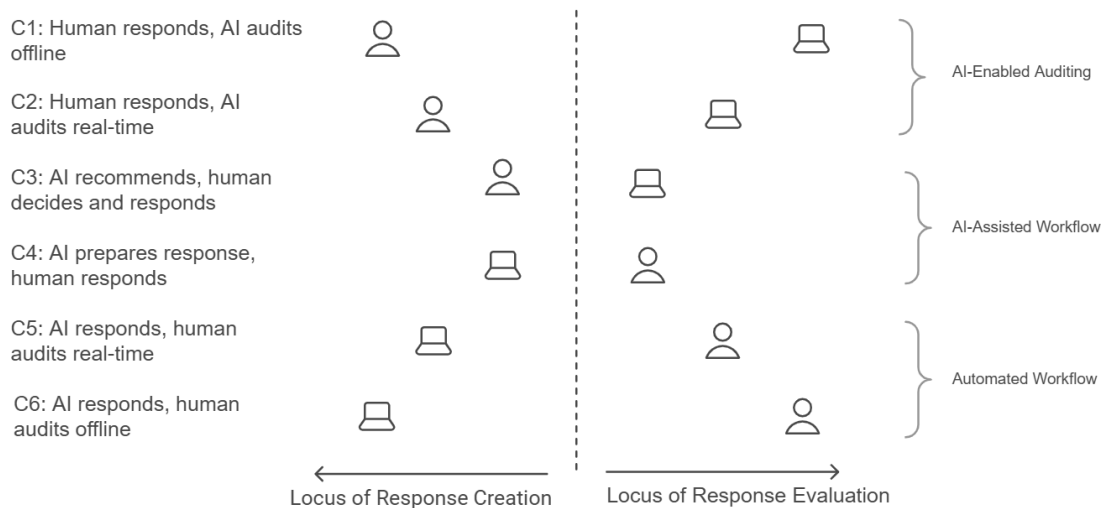 C1: Human responds, AI audits
offline
C2: Human responds, AI
audits real-time
AI-Enabled Auditing
C3: AI recommends, human
decides and responds
C4: AI prepares response,
human responds
AI-Assisted Workflow
C5: AI responds, human
audits real-time
C6: AI responds, human
audits offline
Automated Workflow
Locus of Response Creation
Locus of Response Evaluation